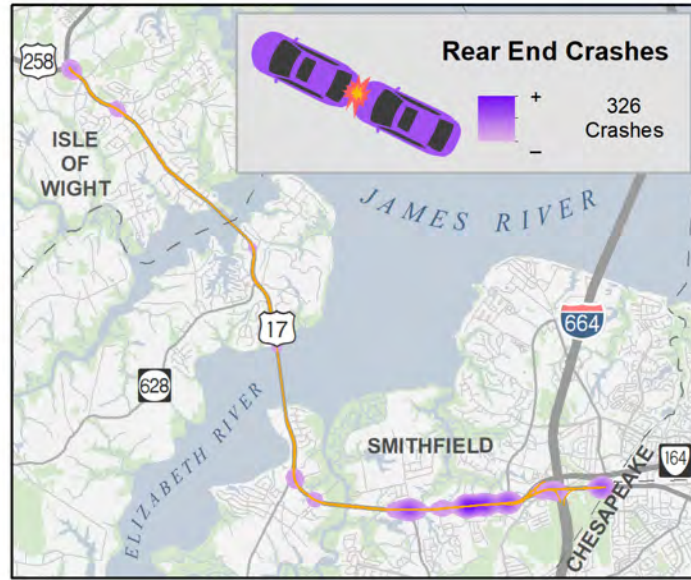 Rear End Crashes
+
326
Crashes
–
258
ISLE
OF
WIGHT
JAMES RIVER
17
664
628
ELIZABETH RIVER
SMITHFIELD
164
CHESAPEAKE